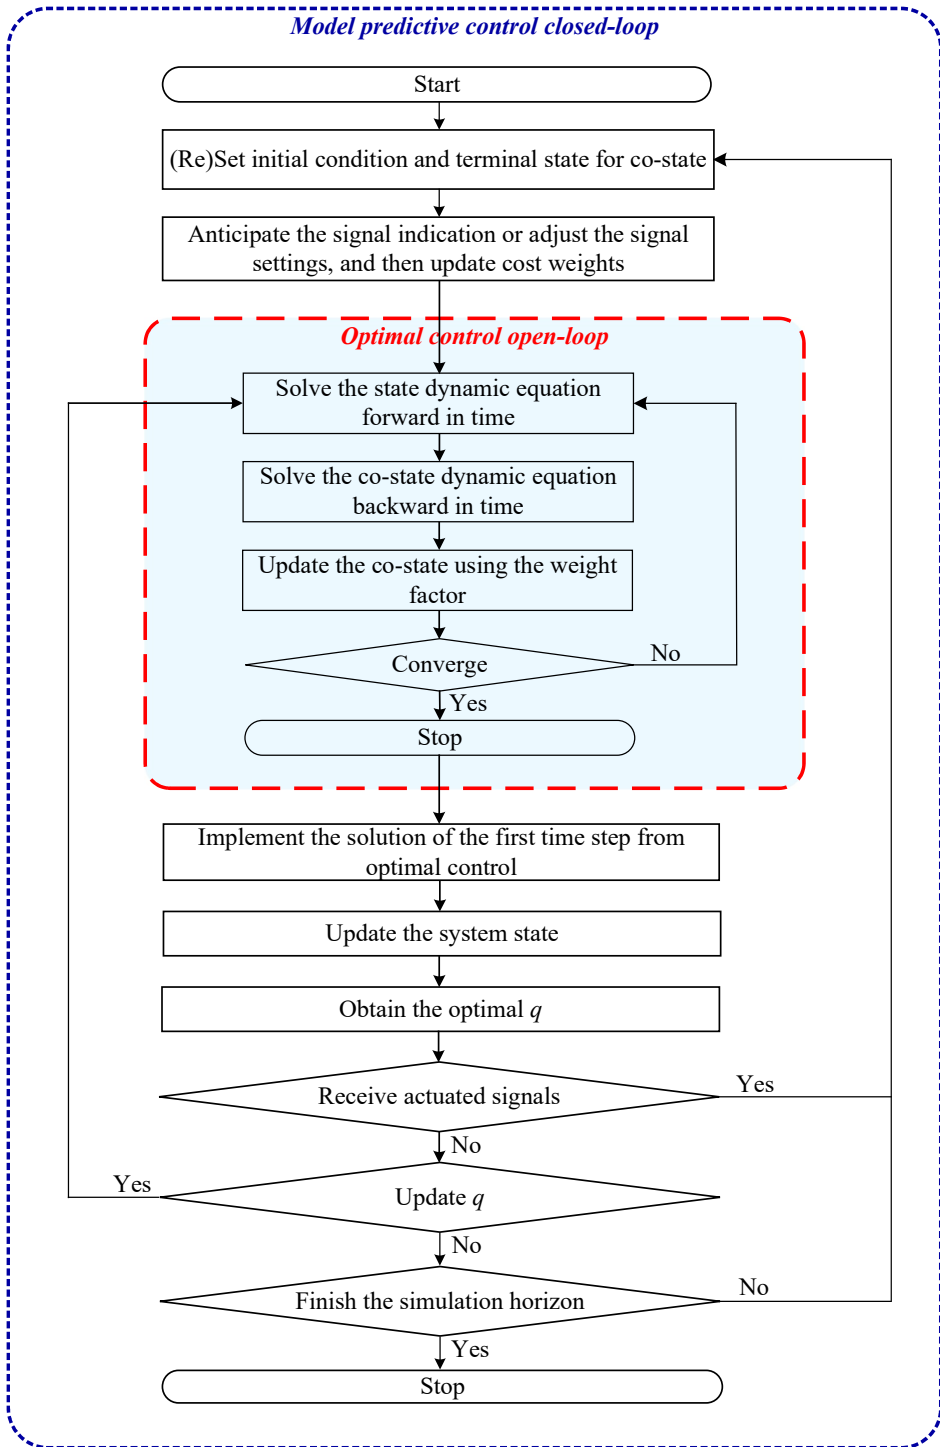 Model predictive control closed-loop
Start
(Re)Set initial condition and terminal state for co-state
Anticipate the signal indication or adjust the signal
settings, and then update cost weights
Optimal control open-loop
Solve the state dynamic equation
forward in time
Solve the co-state dynamic equation
backward in time
Update the co-state using the weight
factor
Converge
No
Yes
Stop
Implement the solution of the first time step from
optimal control
Update the system state
Obtain the optimal q
Receive actuated signals
Yes
No
Yes
Update q
No
Finish the simulation horizon
No
Yes
Stop